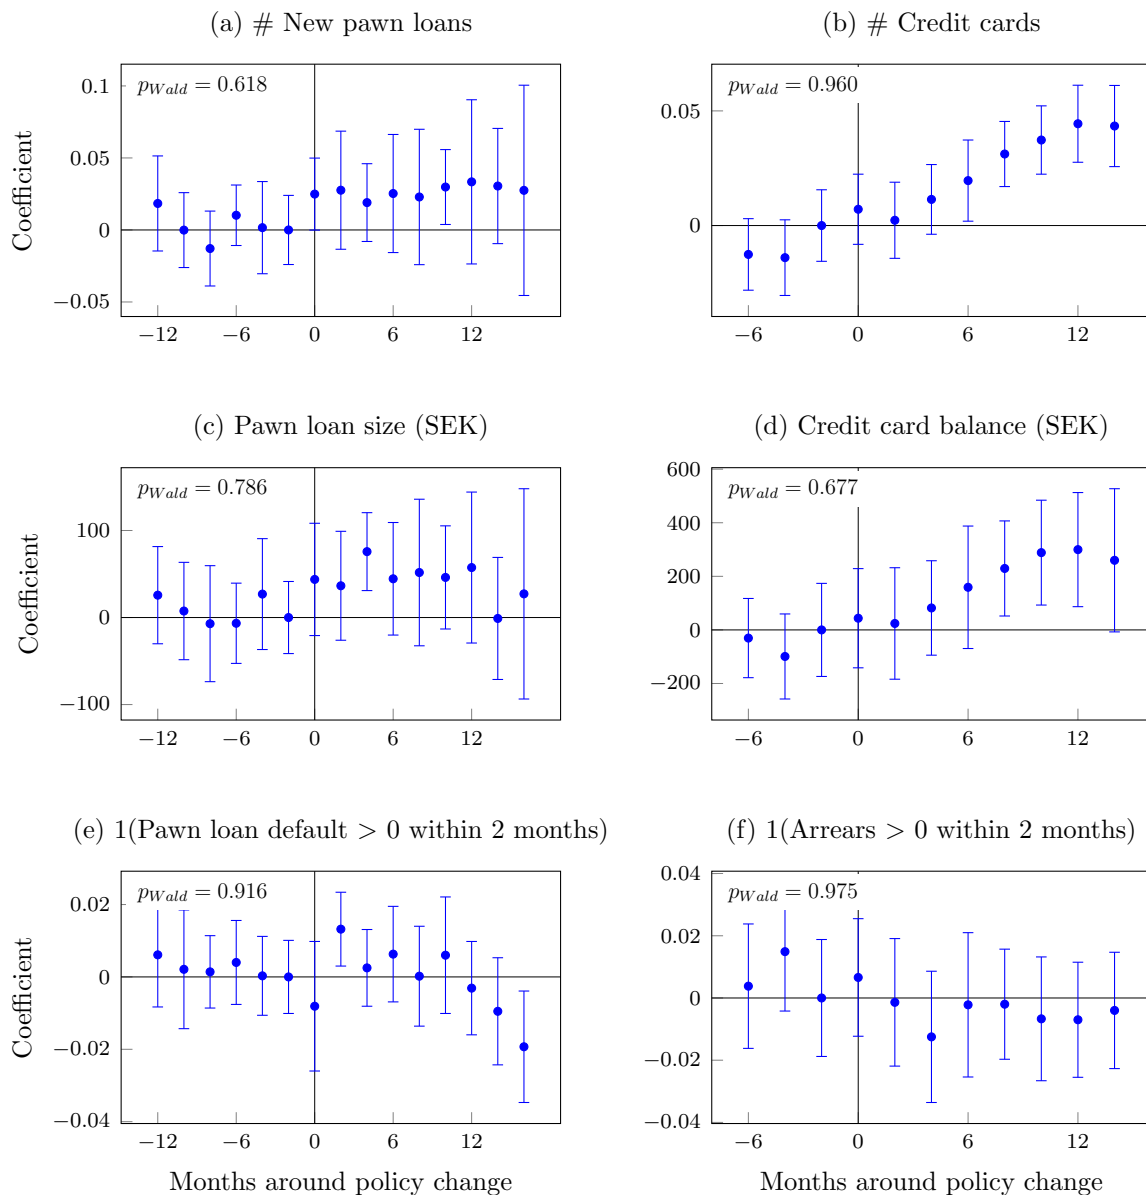 (a) # New pawn loans
p_Wald = 0.618
0.1
0.05
0
−0.05
−12 −6 0 6 12
Coefficient
(b) # Credit cards
p_Wald = 0.960
0.05
0
−6 0 6 12
(c) Pawn loan size (SEK)
p_Wald = 0.786
100
0
−100
−12 −6 0 6 12
Coefficient
(d) Credit card balance (SEK)
p_Wald = 0.677
600
400
200
0
−200
−6 0 6 12
(e) 1(Pawn loan default > 0 within 2 months)
p_Wald = 0.916
0.02
0
−0.02
−0.04
−12 −6 0 6 12
Coefficient
Months around policy change
(f) 1(Arrears > 0 within 2 months)
p_Wald = 0.975
0.04
0.02
0
−0.02
−0.04
−6 0 6 12
Months around policy change